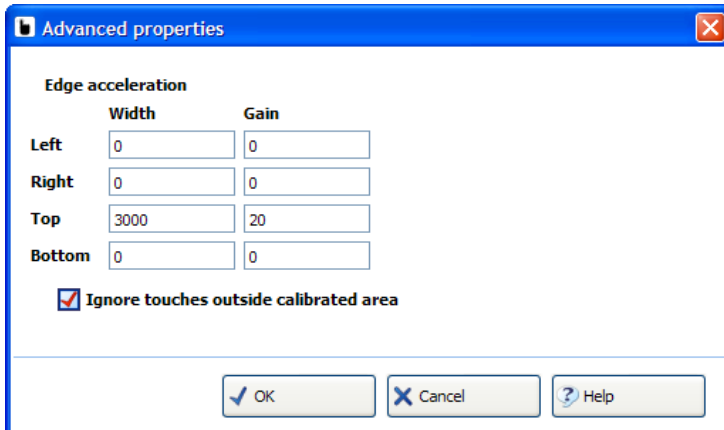 Advanced properties
Edge acceleration
Width Gain
Left 0 0
Right 0 0
Top 3000 20
Bottom 0 0
Ignore touches outside calibrated area
OK Cancel Help